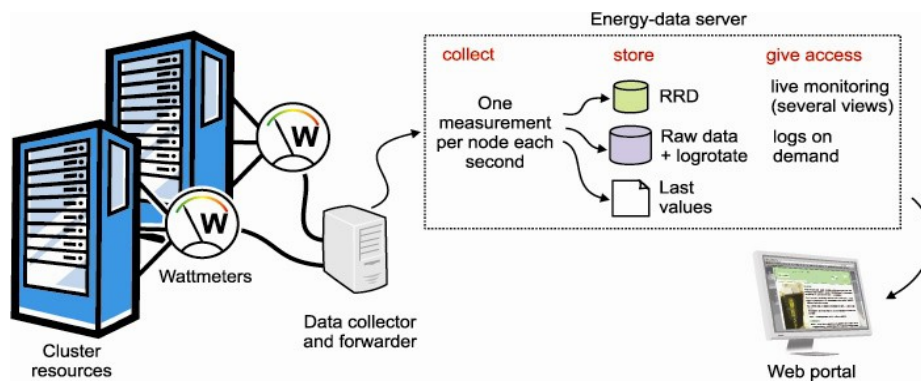 Energy-data server
collect
store
give access
One
measurement
per node each
second
RRD
Raw data
+ logrotate
Last
values
live monitoring
(several views)
logs on
demand
W
W
Wattmeters
Data collector
and forwarder
Cluster
resources
Web portal